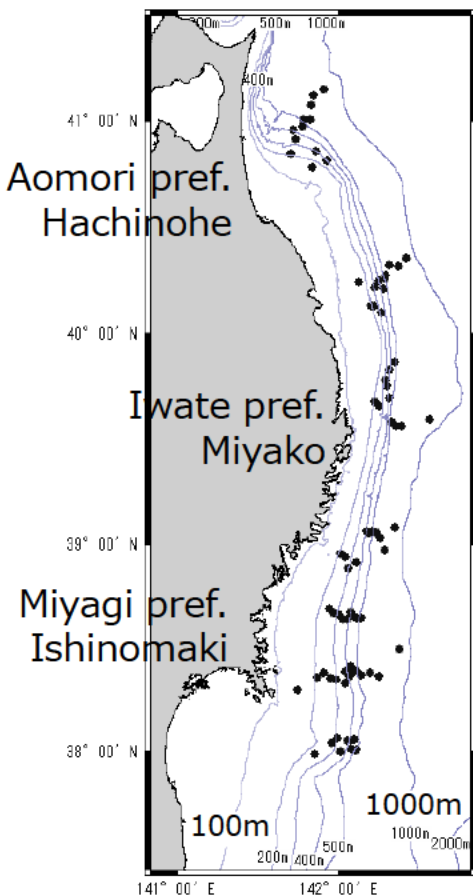 200m 500m 1000m
400m
41° 00′ N
Aomori pref.
Hachinohe
40° 00′ N
Iwate pref.
Miyako
39° 00′ N
Miyagi pref.
Ishinomaki
38° 00′ N
100m
1000m
200m 400m 500m 1000m 2000m
141° 00′ E 142° 00′ E